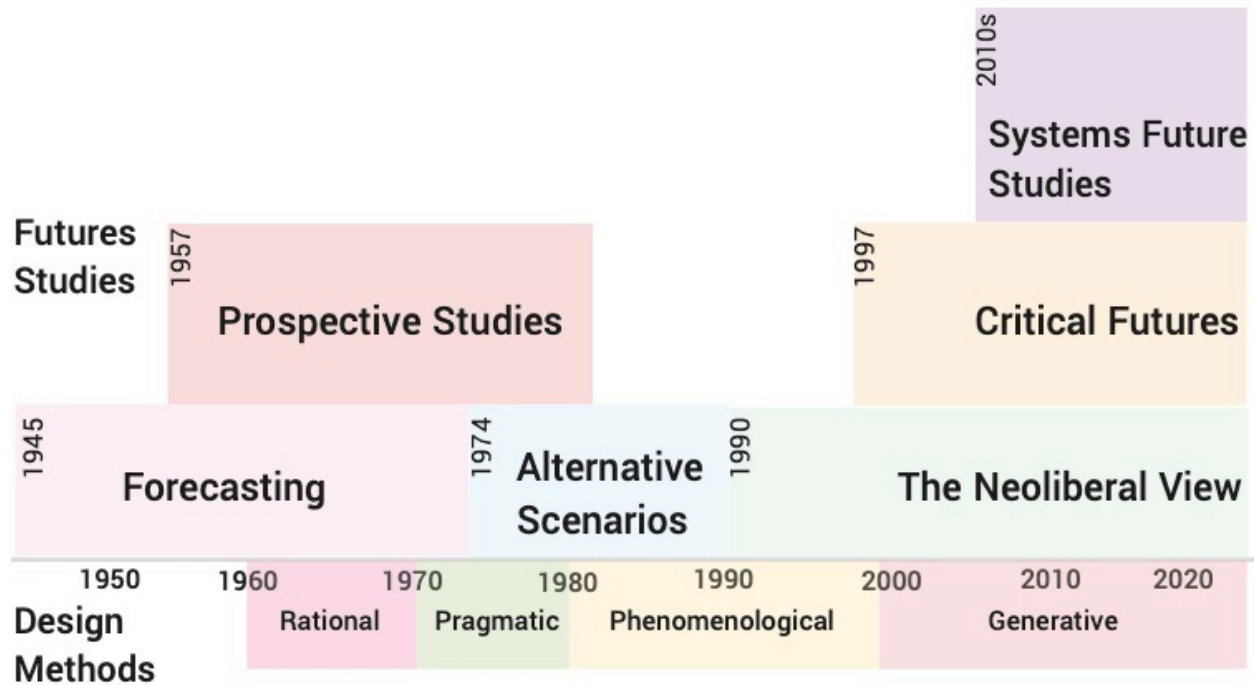 2010s
Systems Future
Studies
Futures
Studies
1957
Prospective Studies
1997
Critical Futures
1945
Forecasting
1974
Alternative
Scenarios
1990
The Neoliberal View
1950 1960 1970 1980 1990 2000 2010 2020
Design
Methods
Rational Pragmatic Phenomenological Generative